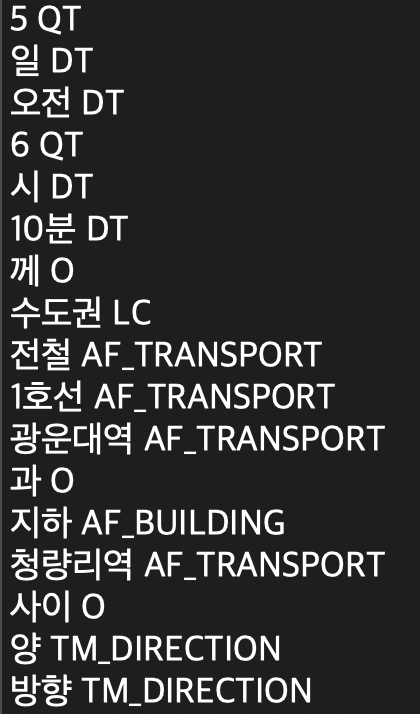 5 QT
일 DT
오전 DT
6 QT
시 DT
10분 DT
께 O
수도권 LC
전철 AF_TRANSPORT
1호선 AF_TRANSPORT
광운대역 AF_TRANSPORT
과 O
지하 AF_BUILDING
청량리역 AF_TRANSPORT
사이 O
양 TM_DIRECTION
방향 TM_DIRECTION